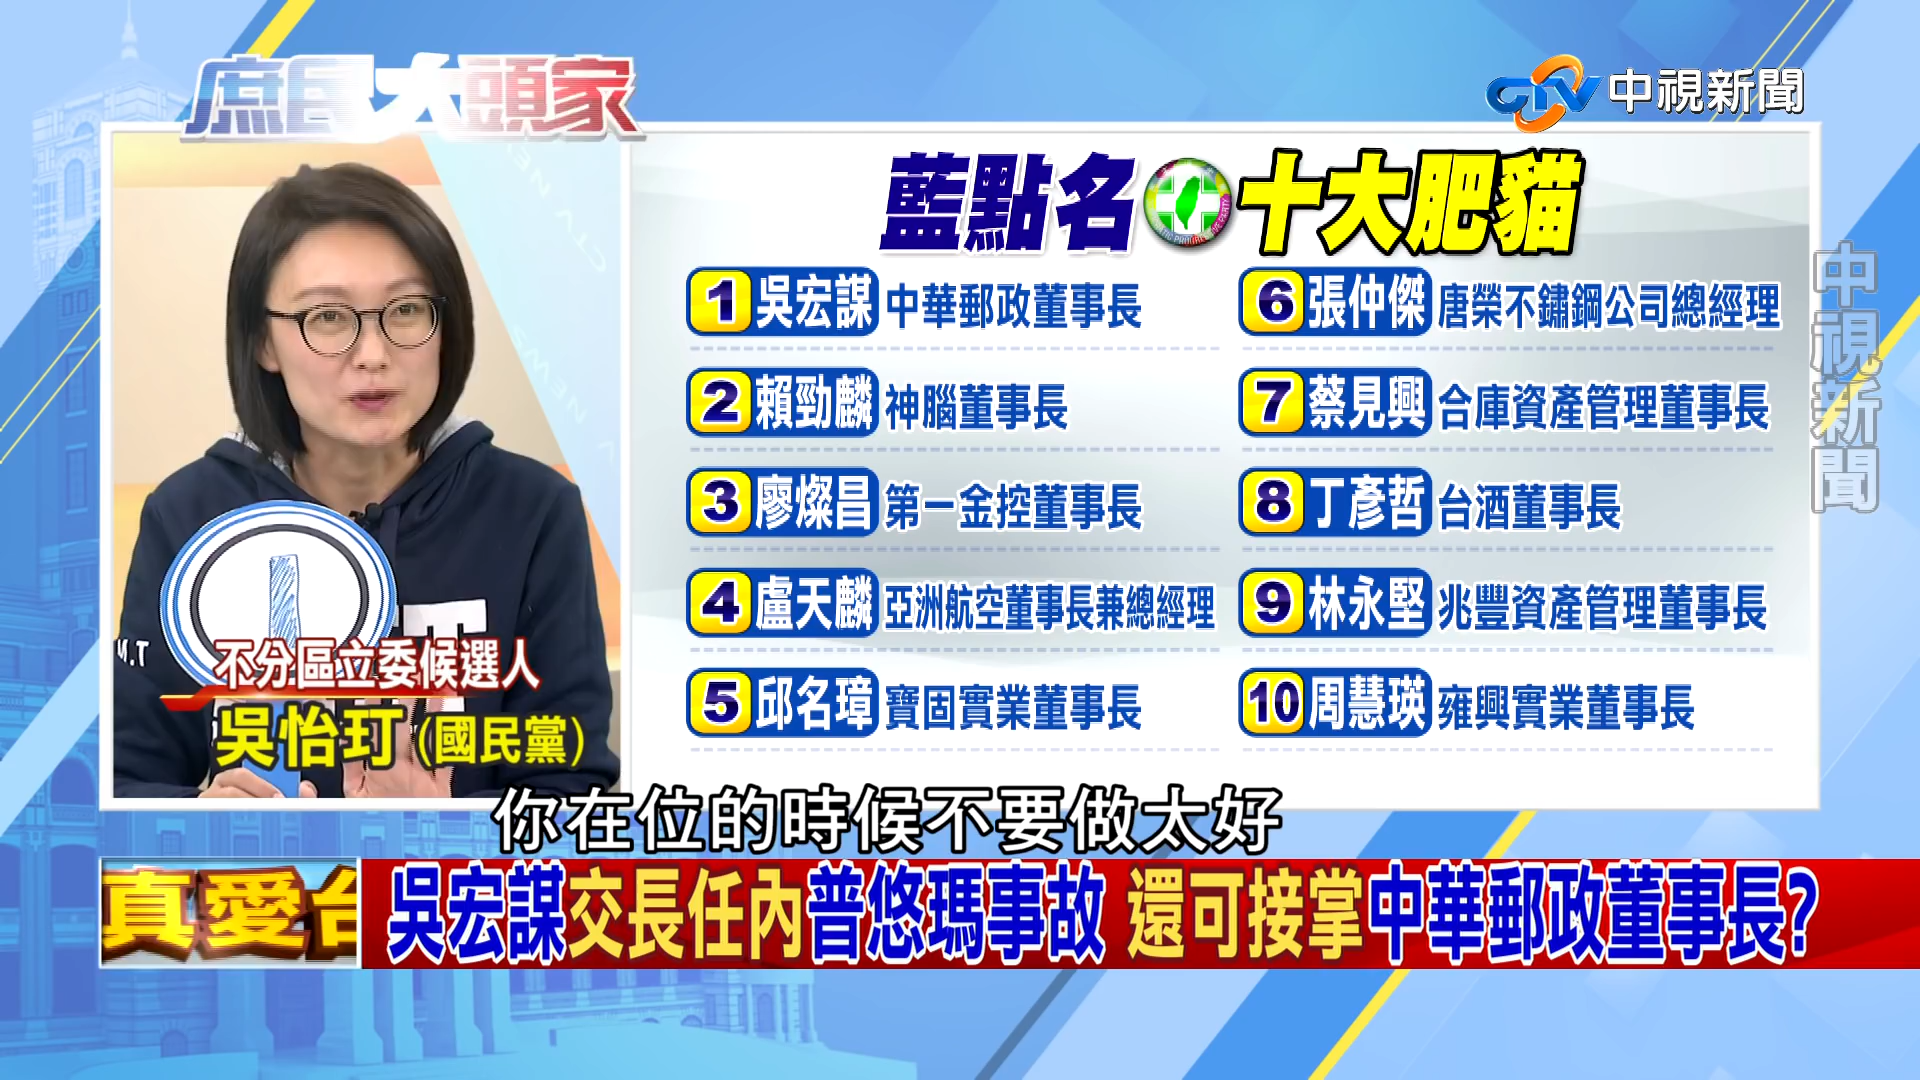 庶民大頭家
CTV 中視新聞
藍點名 十大肥貓
1 吳宏謀 中華郵政董事長
2 賴勁麟 神腦董事長
3 廖燦昌 第一金控董事長
4 盧天麟 亞洲航空董事長兼總經理
5 邱名璋 寶固實業董事長
6 張仲傑 唐榮不鏽鋼公司總經理
7 蔡見興 合庫資產管理董事長
8 丁彥哲 台酒董事長
9 林永堅 兆豐資產管理董事長
10 周慧瑛 雍興實業董事長
中視新聞
不分區立委候選人
吳怡玎(國民黨)
你在位的時候不要做太好
真愛台
吳宏謀交長任內普悠瑪事故 還可接掌中華郵政董事長?